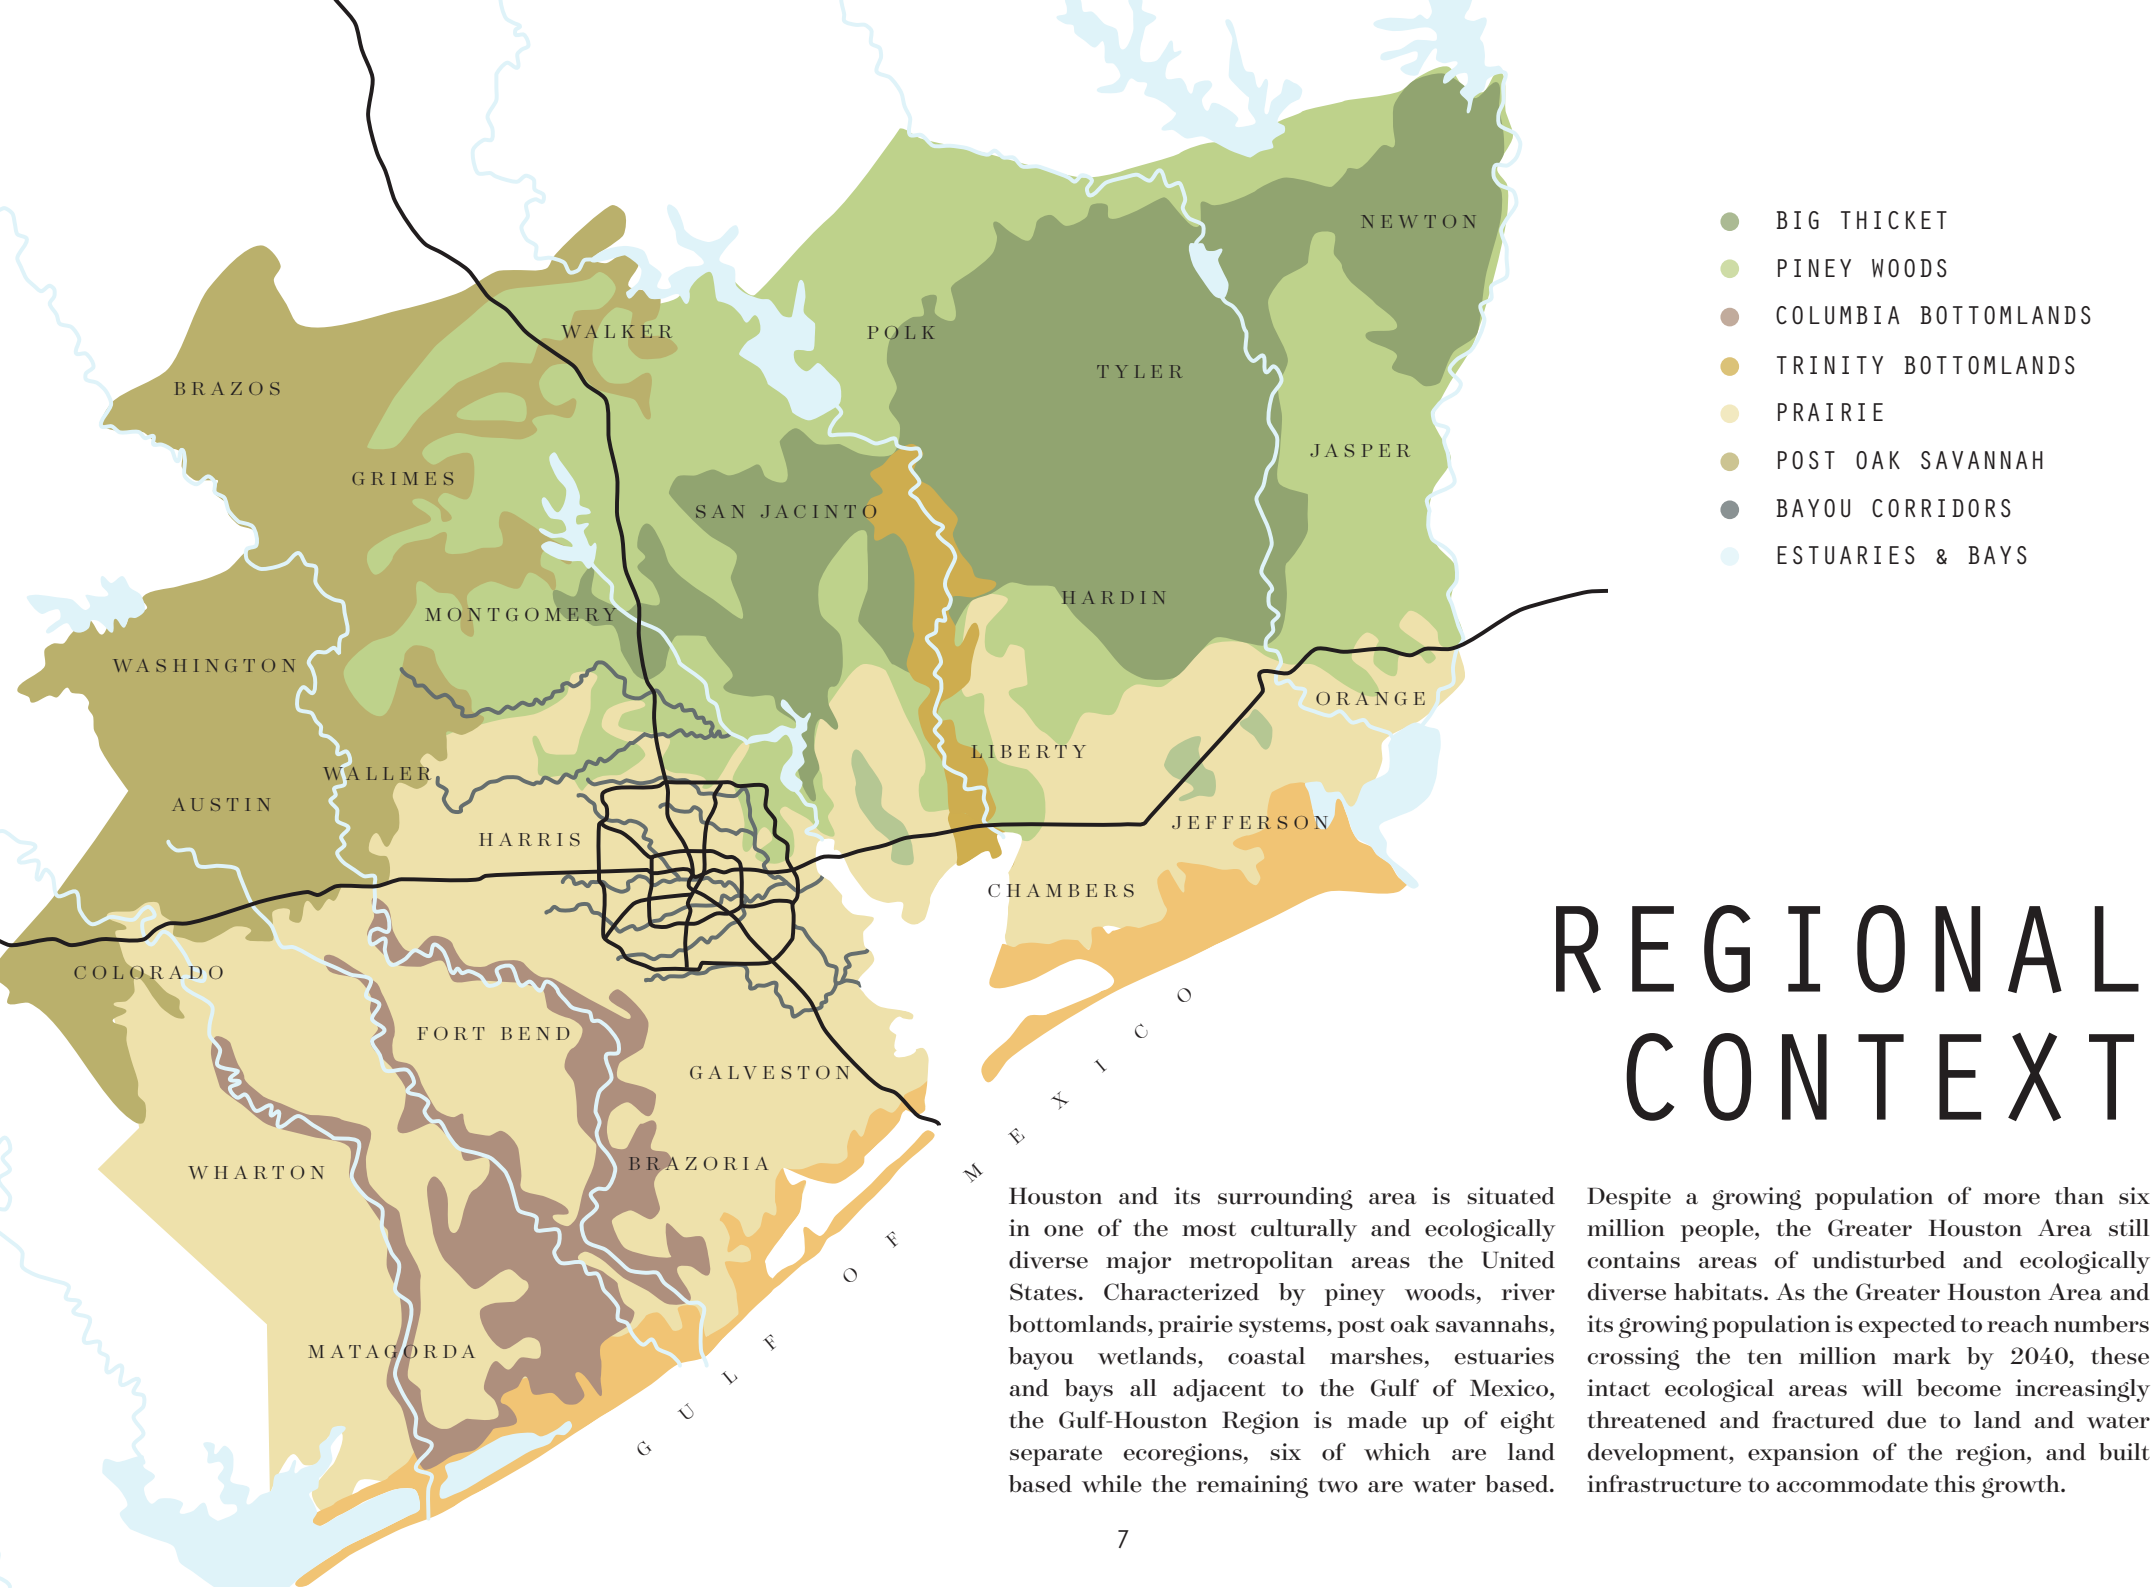 NEWTON
WALKER
POLK
TYLER
BRAZOS
JASPER
GRIMES
SAN JACINTO
HARDIN
MONTGOMERY
WASHINGTON
ORANGE
LIBERTY
WALLER
AUSTIN
JEFFERSON
HARRIS
CHAMBERS
COLORADO
FORT BEND
GALVESTON
BRAZORIA
WHARTON
MATAGORDA
GULF OF MEXICO
BIG THICKET
PINEY WOODS
COLUMBIA BOTTOMLANDS
TRINITY BOTTOMLANDS
PRAIRIE
POST OAK SAVANNAH
BAYOU CORRIDORS
ESTUARIES & BAYS
REGIONAL
CONTEXT
Houston and its surrounding area is situated
in one of the most culturally and ecologically
diverse major metropolitan areas the United
States. Characterized by piney woods, river
bottomlands, prairie systems, post oak savannahs,
bayou wetlands, coastal marshes, estuaries
and bays all adjacent to the Gulf of Mexico,
the Gulf-Houston Region is made up of eight
separate ecoregions, six of which are land
based while the remaining two are water based.
Despite a growing population of more than six
million people, the Greater Houston Area still
contains areas of undisturbed and ecologically
diverse habitats. As the Greater Houston Area and
its growing population is expected to reach numbers
crossing the ten million mark by 2040, these
intact ecological areas will become increasingly
threatened and fractured due to land and water
development, expansion of the region, and built
infrastructure to accommodate this growth.
7